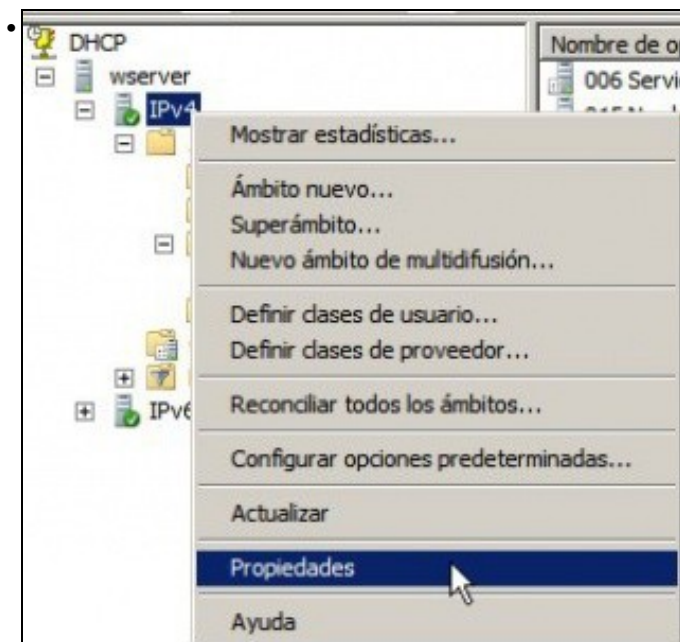 DHCP
Nombre de o
wserver
006 Servi
IPv4
Mostrar estadísticas...
Ámbito nuevo...
Superámbito...
Nuevo ámbito de multidifusión...
Definir clases de usuario...
Definir clases de proveedor...
IPv6
Reconciliar todos los ámbitos...
Configurar opciones predeterminadas...
Actualizar
Propiedades
Ayuda